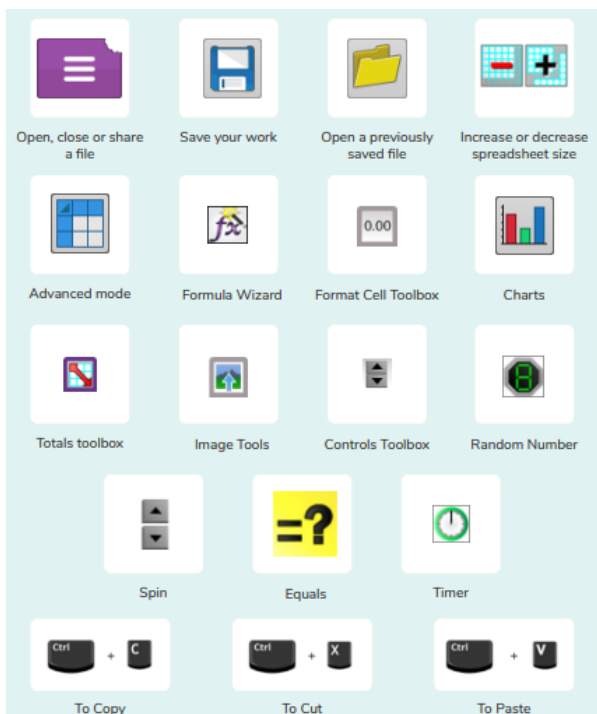 Open, close or share
a file
Save your work
Open a previously
saved file
Increase or decrease
spreadsheet size
Advanced mode
fx
Formula Wizard
0.00
Format Cell Toolbox
Charts
Totals toolbox
Image Tools
Controls Toolbox
8
Random Number
Spin
=?
Equals
Timer
Ctrl + C
To Copy
Ctrl + X
To Cut
Ctrl + V
To Paste